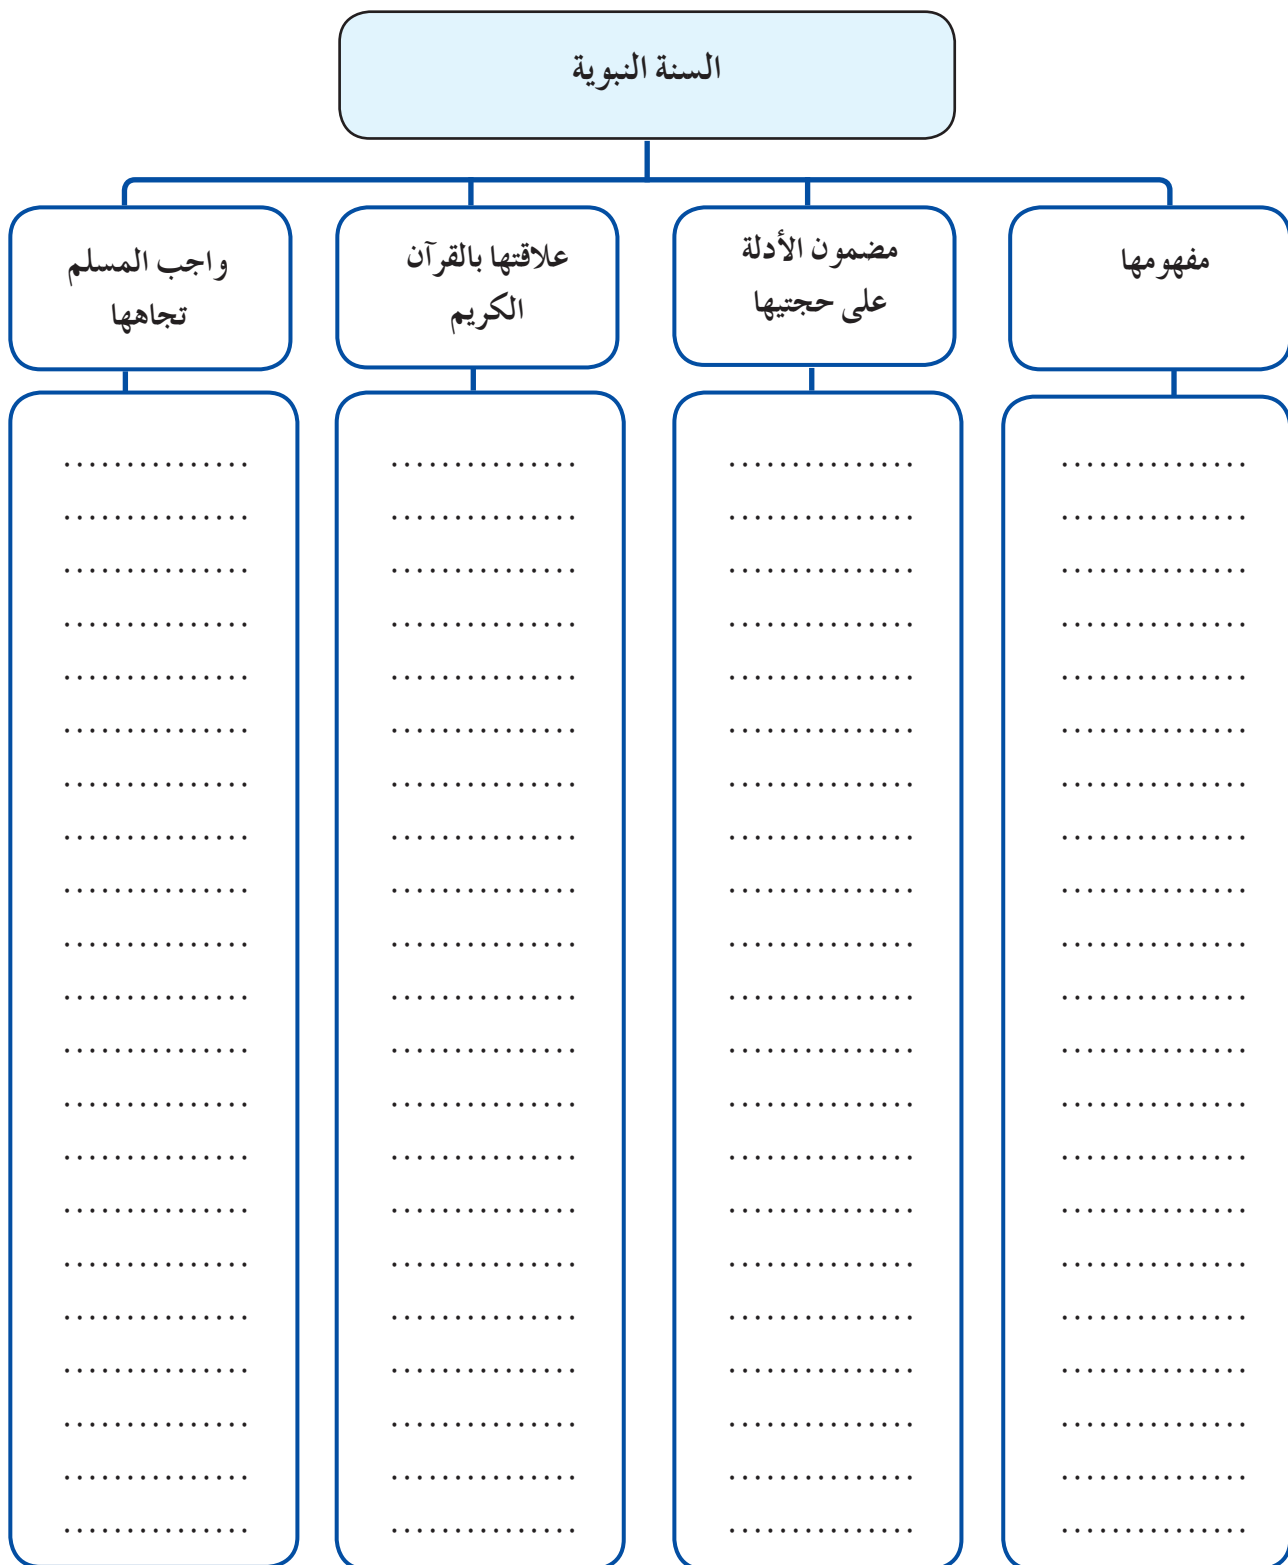 السنة النبوية
مفهومها
مضمون الأدلة
على حجتيها
علاقتها بالقرآن
الكريم
واجب المسلم
تجاهها